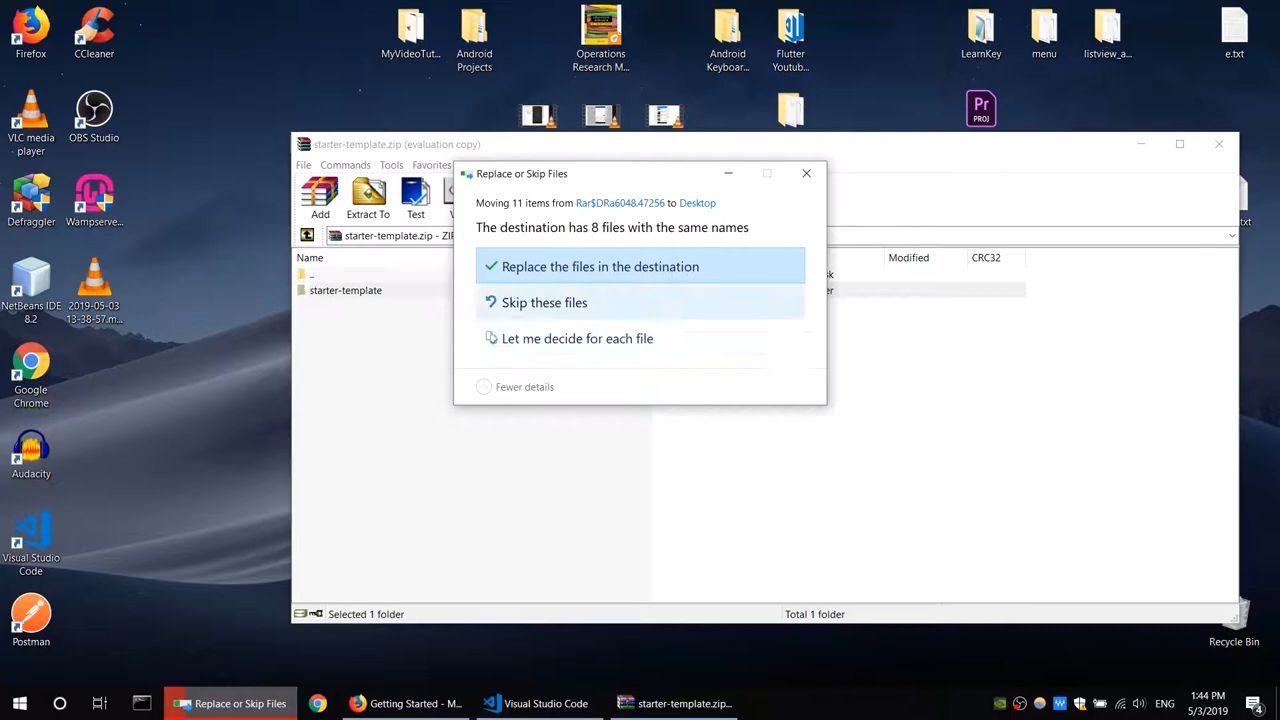 Firefox
CCleaner
MyVideoTut...
Android
Projects
Operations
Research M...
Android
Keyboar...
Flutter
Youtub...
LearnKey
menu
listview_a...
e.txt
VLC media
player
OBS Studio
Pr
PROJ
starter-template.zip (evaluation copy)
File
Commands
Tools
Favorites
Replace or Skip Files
Add
Extract To
Test
Moving 11 items from Rar$DRa6048.47256 to Desktop
The destination has 8 files with the same names
Defraggler
Wampserve...
starter-template.zip - ZIP
Name
Modified
CRC32
..
starter-template
Replace the files in the destination
Skip these files
Let me decide for each file
Fewer details
NetBeans IDE
8.2
2019-05-03
13-38-57.m...
Google
Chrome
Audacity
Visual Studio
Code
Postman
Selected 1 folder
Total 1 folder
Recycle Bin
Replace or Skip Files
Getting Started - M...
Visual Studio Code
starter-template.zip...
ENG
1:44 PM
5/3/2019
4